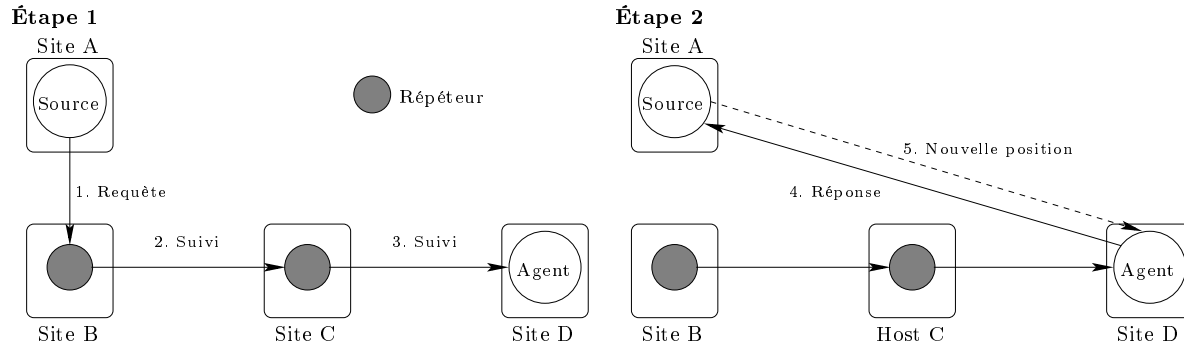 Étape 1
Site A
Source
Répéteur
1. Requête
2. Suivi
3. Suivi
Agent
Site B
Site C
Site D
Étape 2
Site A
Source
5. Nouvelle position
4. Réponse
Agent
Site B
Host C
Site D